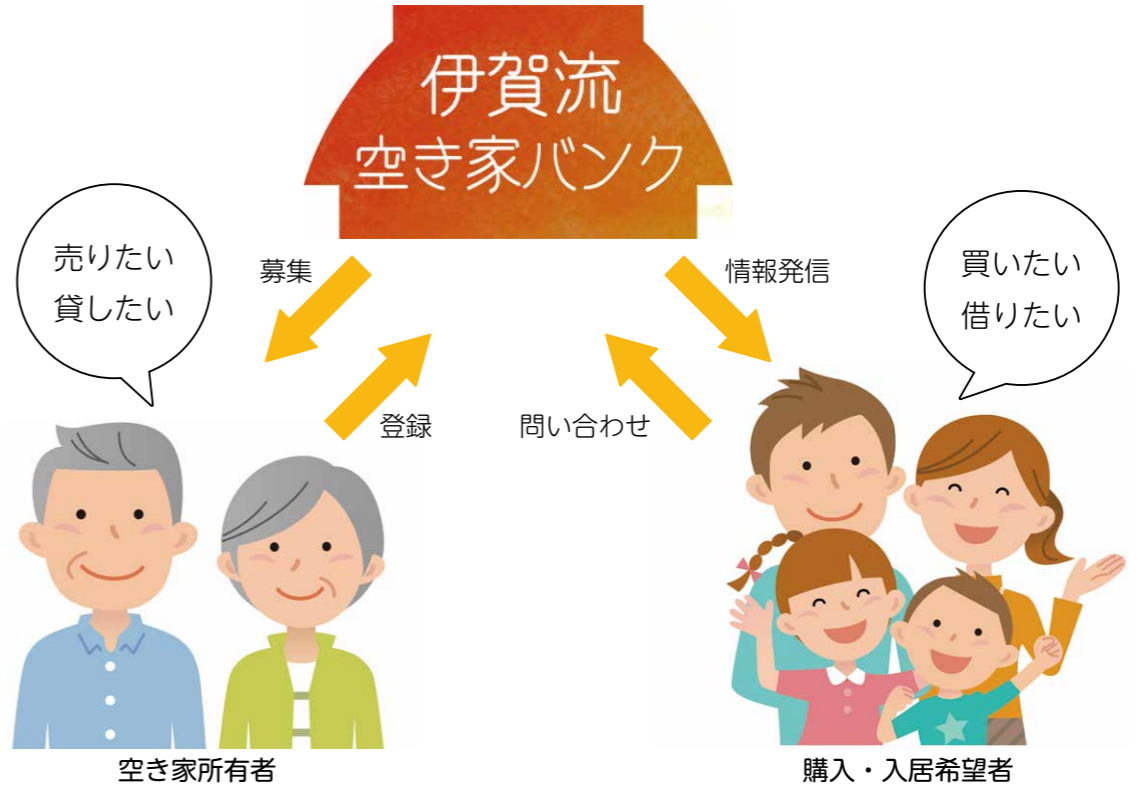 伊賀流
空き家バンク
売りたい
貸したい
募集
情報発信
買いたい
借りたい
登録
問い合わせ
空き家所有者
購入・入居希望者